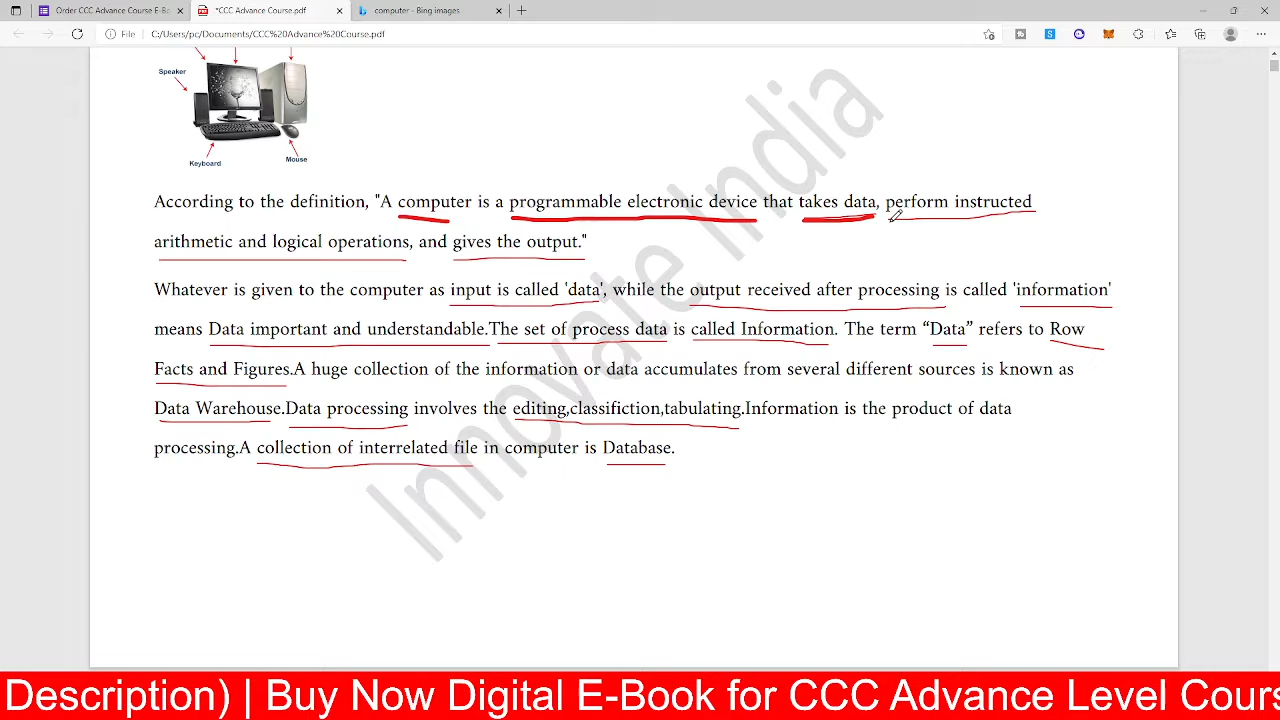 Order CCC Advance Course E-B
*CCC Advance Course.pdf
computer - Bing images
File
C:/Users/pc/Documents/CCC%20Advance%20Course.pdf
Speaker
Keyboard
Mouse
According to the definition, "A computer is a programmable electronic device that takes data, perform instructed
arithmetic and logical operations, and gives the output."
Whatever is given to the computer as input is called 'data', while the output received after processing is called 'information'
means Data important and understandable.The set of process data is called Information. The term “Data” refers to Row
Facts and Figures.A huge collection of the information or data accumulates from several different sources is known as
Data Warehouse.Data processing involves the editing,classifiction,tabulating.Information is the product of data
processing.A collection of interrelated file in computer is Database.
Innovate India
Description) | Buy Now Digital E-Book for CCC Advance Level Cours